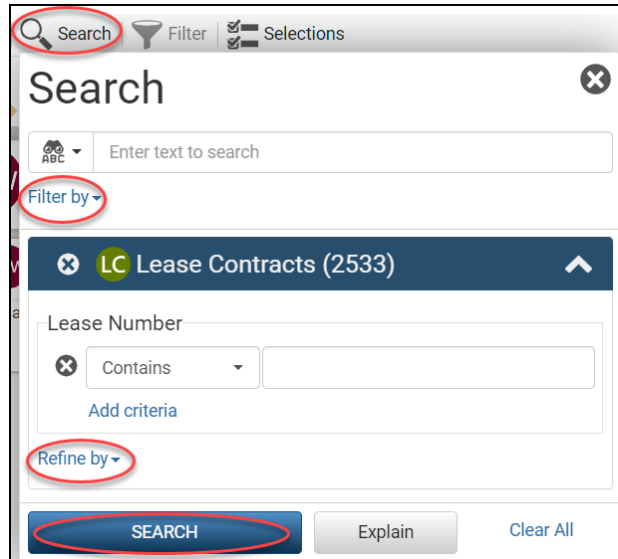 Search Filter Selections
Search
ABC Enter text to search
Filter by
LC Lease Contracts (2533)
Lease Number
Contains
Add criteria
Refine by
SEARCH Explain Clear All